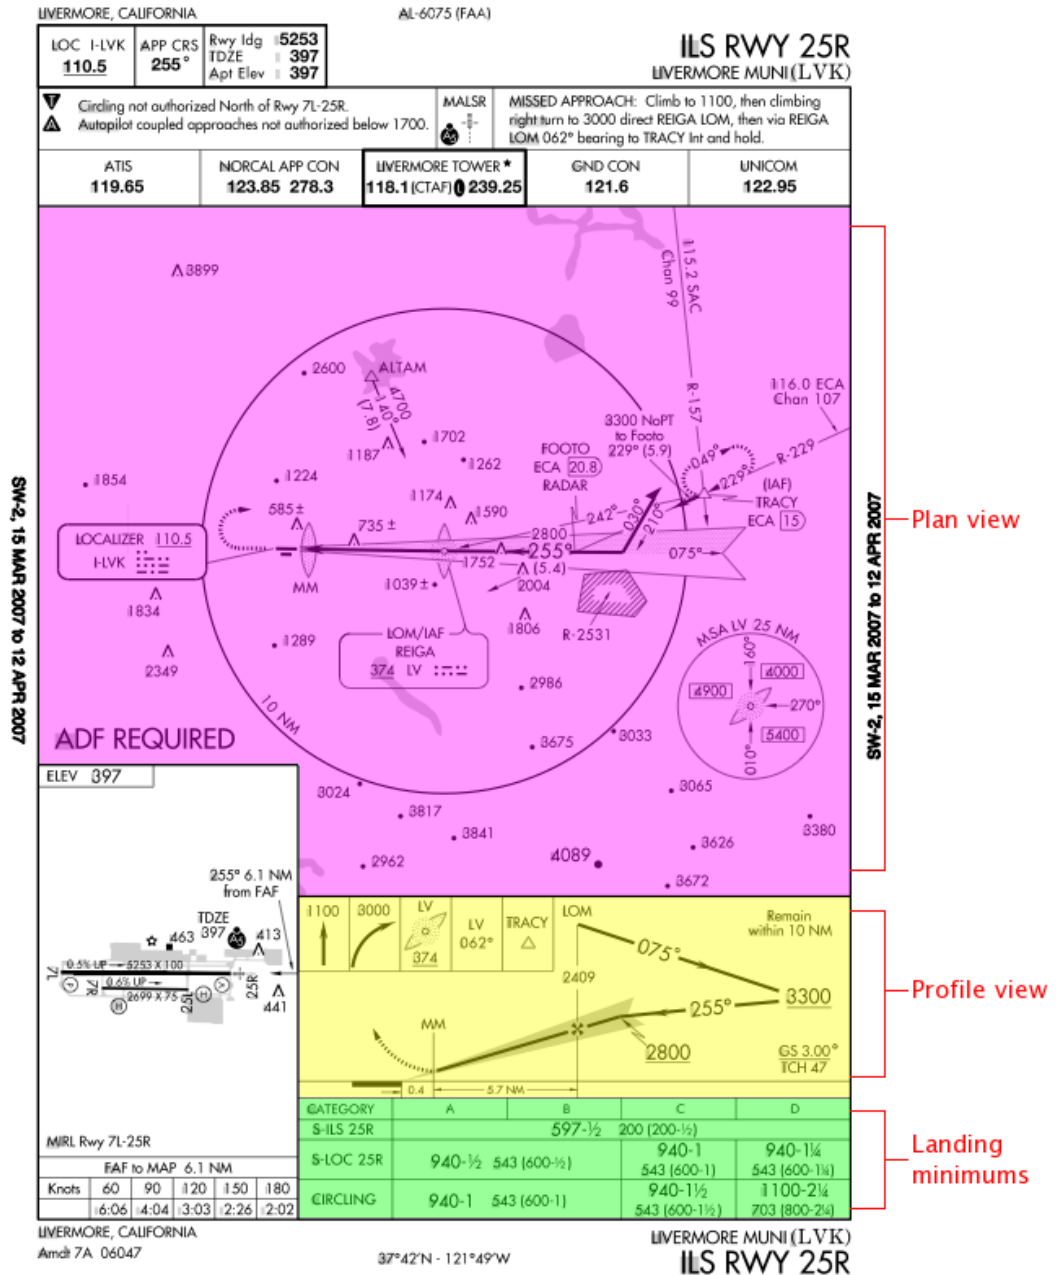 LIVERMORE, CALIFORNIA
AL-6075 (FAA)
LOC I-LVK
110.5
APP CRS
255°
Rwy Idg 5253
TDZE 397
Apt Elev 397
ILS RWY 25R
LIVERMORE MUNI (LVK)
T
A
Circling not authorized North of Rwy 7L-25R.
Autopilot coupled approaches not authorized below 1700.
MALSR
A5
MISSED APPROACH: Climb to 1100, then climbing
right turn to 3000 direct REIGA LOM, then via REIGA
LOM 062° bearing to TRACY Int and hold.
ATIS
119.65
NORCAL APP CON
123.85 278.3
LIVERMORE TOWER★
118.1 (CTAF) L 239.25
GND CON
121.6
UNICOM
122.95
3899
115.2 SAC
Chan 99
R-157
116.0 ECA
Chan 107
R-229
2600
ALTAM
4700
140°
(7.8)
1702
1187
1262
1224
1854
1174
1590
585 ±
735 ±
3300 NoPT
to Footo
229° (5.9)
FOOTO
ECA 20.8
RADAR
049°
229°
(IAF)
TRACY
ECA 15
242°
030°
210°
2800
255°
(5.4)
075°
LOCALIZER 110.5
I-LVK
MM
1752
1039 ±
2004
1834
1806
R-2531
1289
2349
LOM/IAF
REIGA
374 LV
2986
MSA LV 25 NM
160°
4000
4900
270°
5400
010°
10 NM
ADF REQUIRED
3675
3033
3024
3065
3817
3841
3380
3626
2962
4089
3672
SW-2, 15 MAR 2007 to 12 APR 2007
SW-2, 15 MAR 2007 to 12 APR 2007
Plan view
ELEV 397
255° 6.1 NM
from FAF
TDZE
397
A5
463
413
0.5% UP
5253 X 100
7L
7R
0.6% UP
2699 X 75
25L
25R
H
H
441
MIRL Rwy 7L-25R
FAF to MAP 6.1 NM
Knots 60 90 120 150 180
6:06 4:04 3:03 2:26 2:02
1100
3000
LV
374
LV
062°
TRACY
LOM
Remain
within 10 NM
075°
2409
3300
255°
MM
2800
GS 3.00°
TCH 47
0.4
5.7 NM
Profile view
CATEGORY A B C D
S-ILS 25R 597-½ 200 (200-½)
S-LOC 25R 940-½ 543 (600-½) 940-1 543 (600-1) 940-1¼ 543 (600-1¼)
CIRCLING 940-1 543 (600-1) 940-1½ 543 (600-1½) 1100-2¼ 703 (800-2¼)
Landing
minimums
LIVERMORE, CALIFORNIA
Amdt 7A 06047
37°42'N - 121°49'W
LIVERMORE MUNI (LVK)
ILS RWY 25R